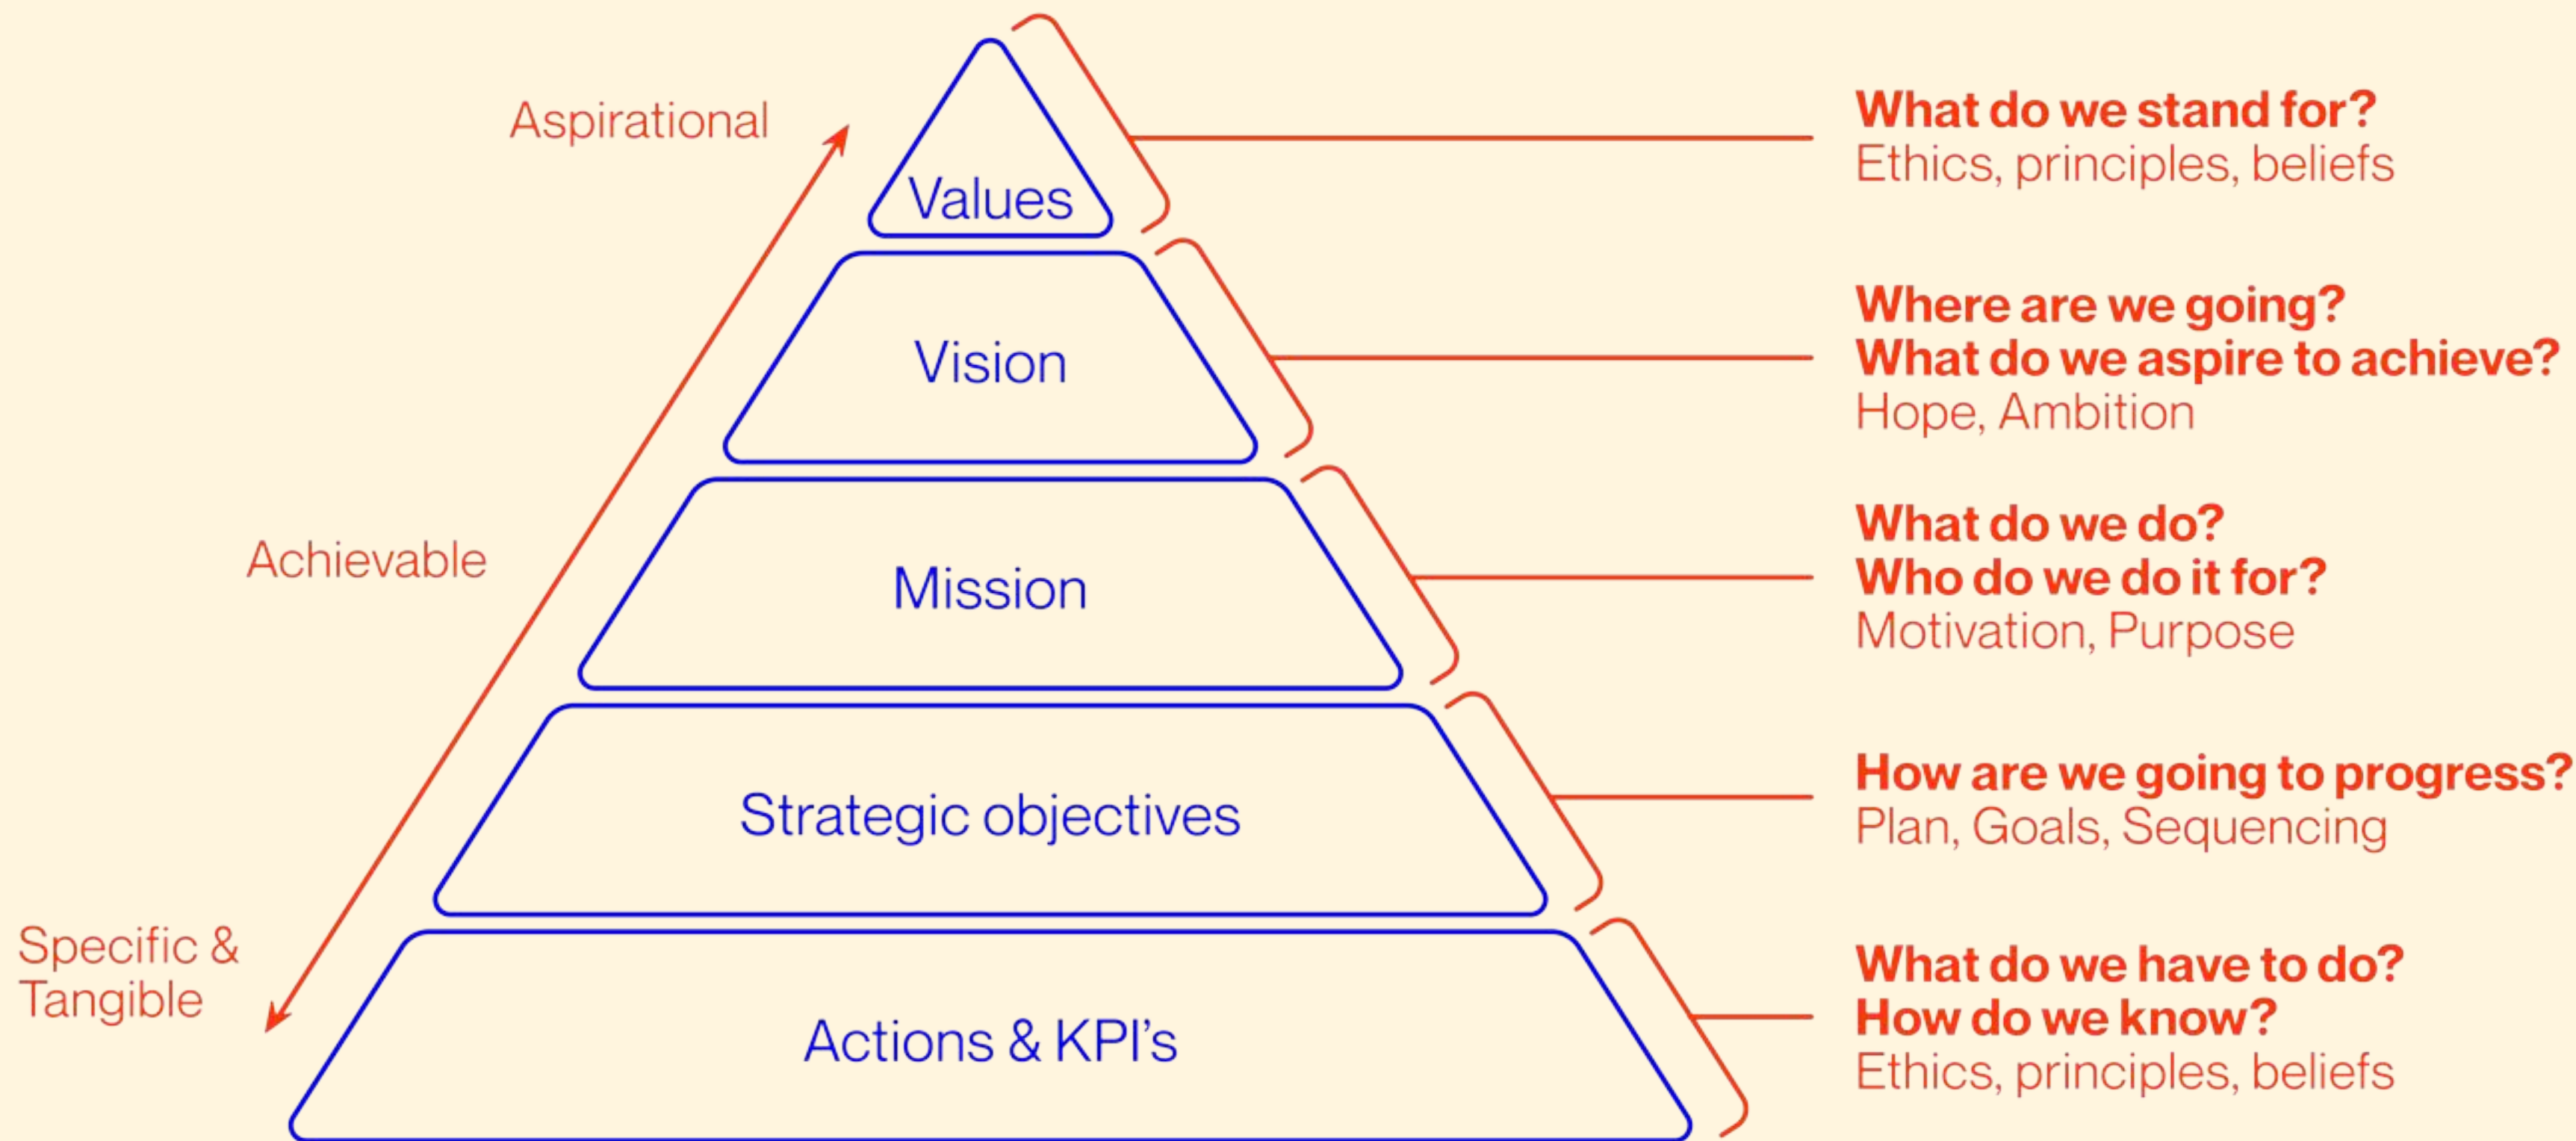 Aspirational
Values
What do we stand for?
Ethics, principles, beliefs
Vision
Where are we going?
What do we aspire to achieve?
Hope, Ambition
Achievable
Mission
What do we do?
Who do we do it for?
Motivation, Purpose
Strategic objectives
How are we going to progress?
Plan, Goals, Sequencing
Specific &
Tangible
Actions & KPI’s
What do we have to do?
How do we know?
Ethics, principles, beliefs